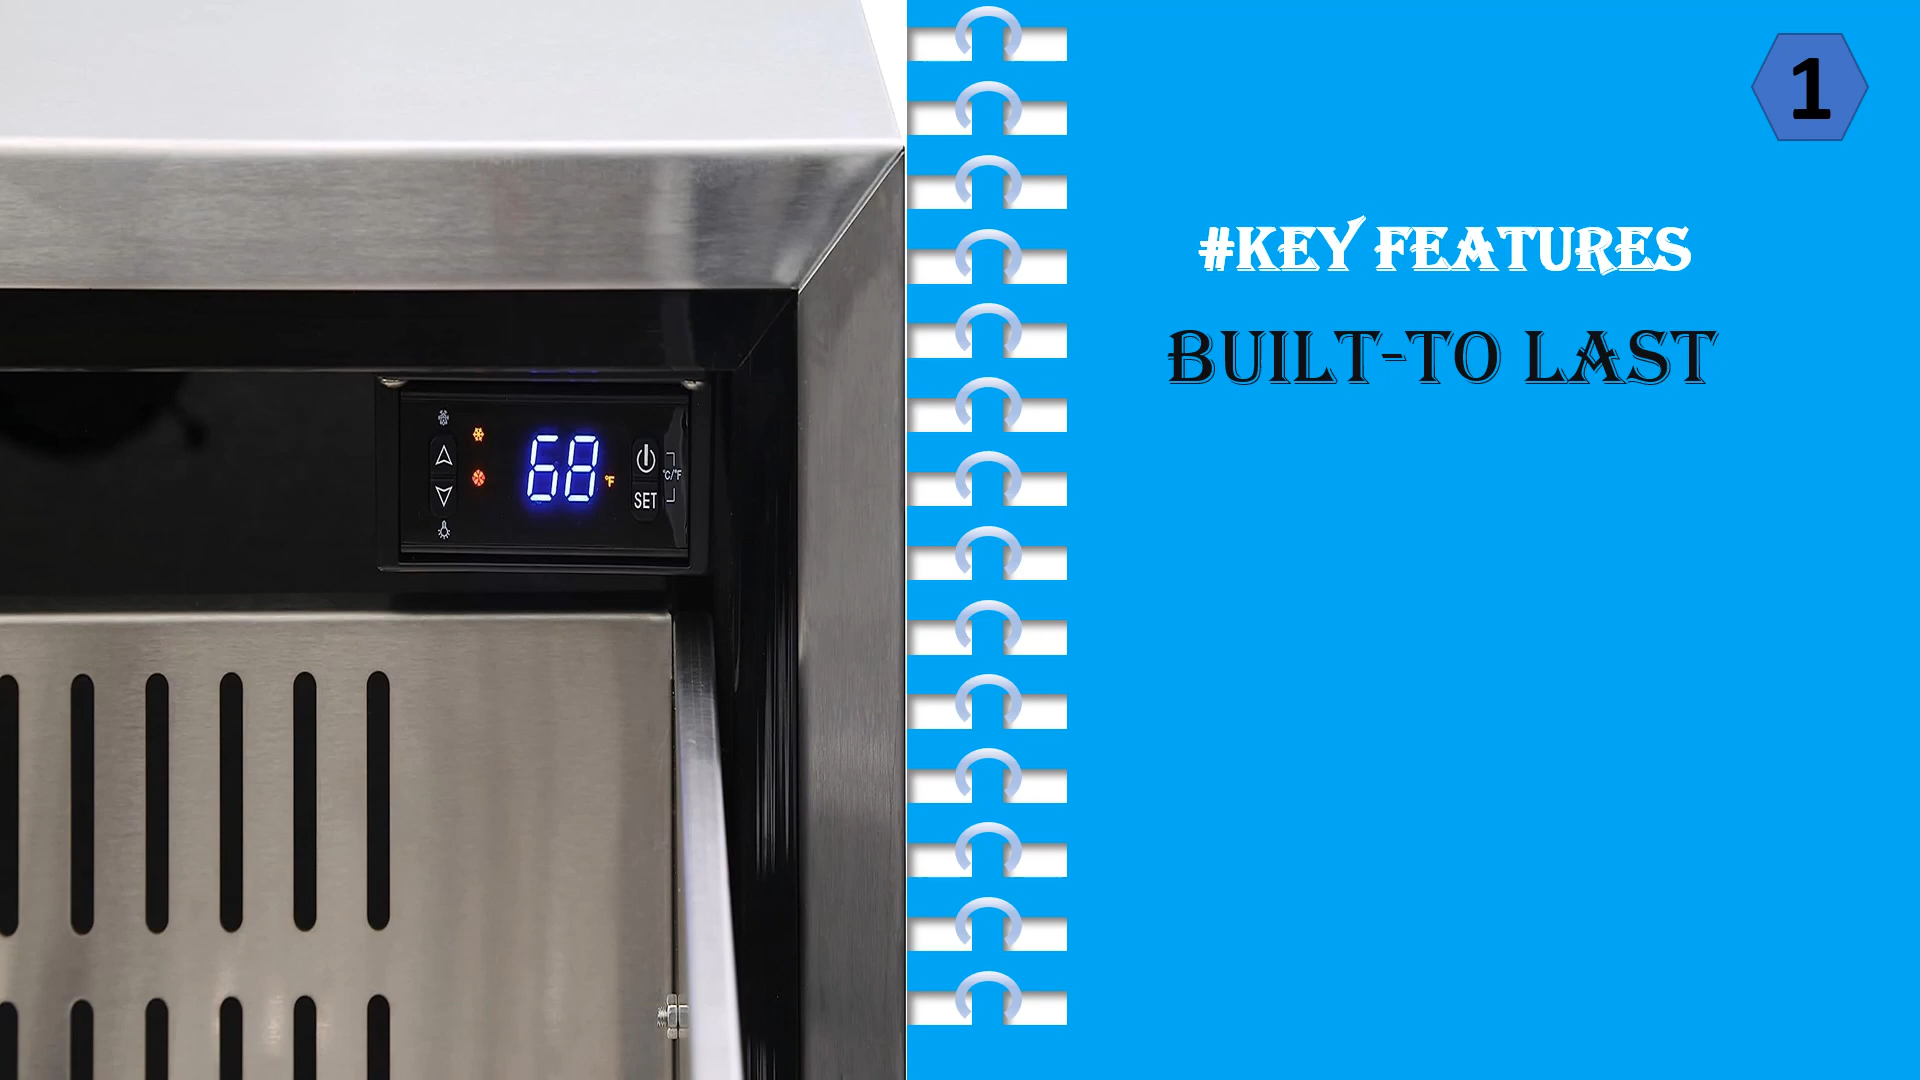 1
#KEY FEATURES
BUILT-TO LAST
68 °F
°C/°F
SET